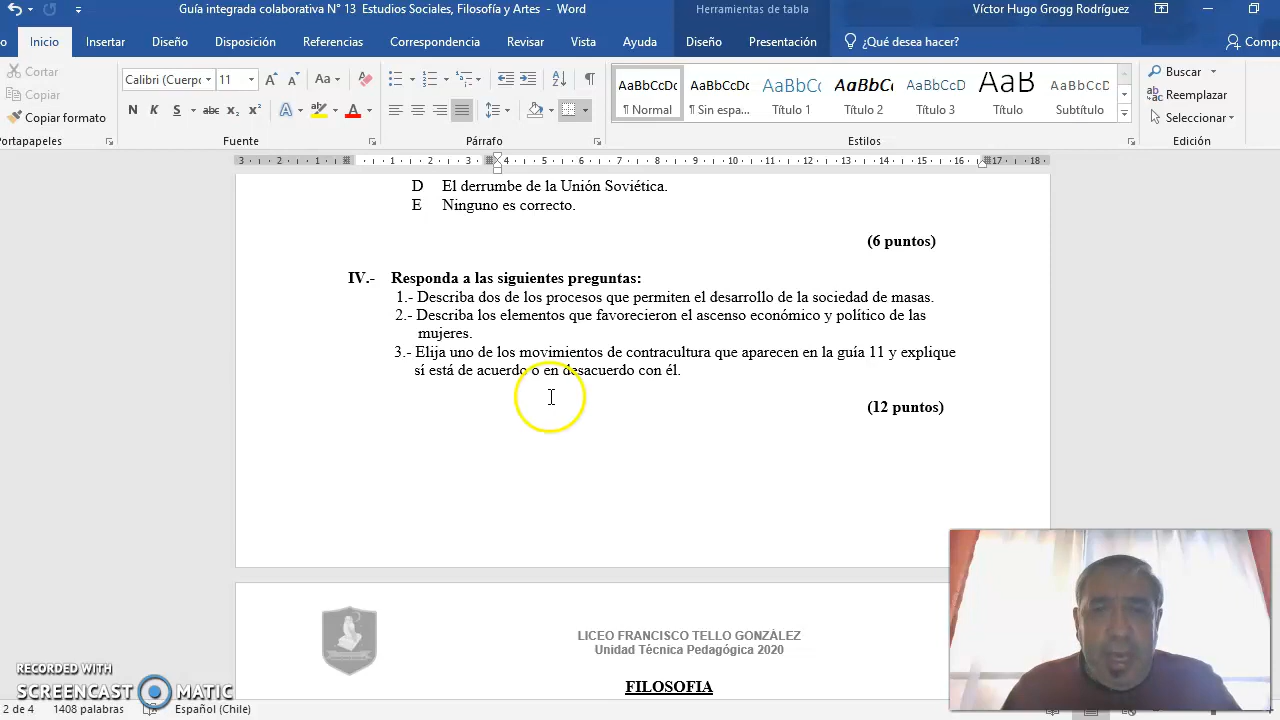 Guía integrada colaborativa N° 13 Estudios Sociales, Filosofía y Artes - Word
Herramientas de tabla
Víctor Hugo Grogg Rodríguez
Inicio
Insertar
Diseño
Disposición
Referencias
Correspondencia
Revisar
Vista
Ayuda
Diseño
Presentación
¿Qué desea hacer?
Cortar
Copiar
Copiar formato
Calibri (Cuerpo
11
N K S abc
Fuente
Párrafo
AaBbCcDc
¶ Normal
AaBbCcDc
¶ Sin espa...
AaBbCc
Título 1
AaBbCcD
Título 2
AaBbCcD
Título 3
AaB
Título
AaBbCcD
Subtítulo
Estilos
Buscar
Reemplazar
Seleccionar
Edición
D El derrumbe de la Unión Soviética.
E Ninguno es correcto.
(6 puntos)
IV.- Responda a las siguientes preguntas:
1.- Describa dos de los procesos que permiten el desarrollo de la sociedad de masas.
2.- Describa los elementos que favorecieron el ascenso económico y político de las
mujeres.
3.- Elija uno de los movimientos de contracultura que aparecen en la guía 11 y explique
sí está de acuerdo o en desacuerdo con él.
(12 puntos)
LICEO FRANCISCO TELLO GONZÀLEZ
Unidad Técnica Pedagógica 2020
FILOSOFIA
RECORDED WITH
SCREENCAST MATIC
2 de 4
1408 palabras
Español (Chile)